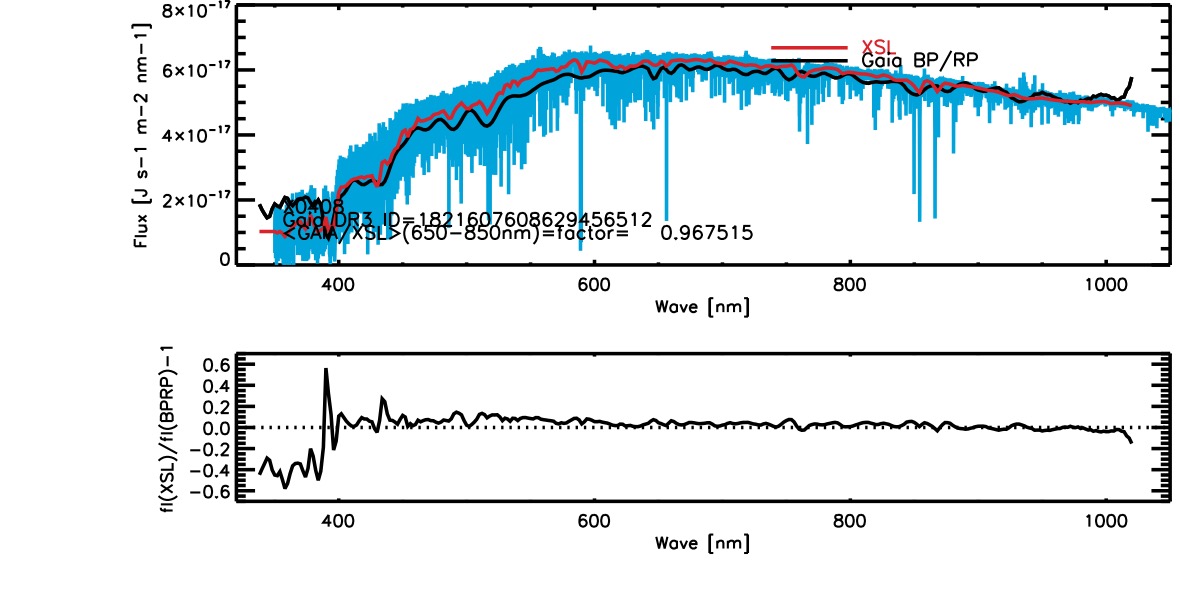 8×10−17
6×10−17
4×10−17
2×10−17
0
Flux [J s−1 m−2 nm−1]
XSL
Gaia BP/RP
X0408
Gaia DR3 ID=1821607608629456512
<GAIA/XSL>(650−850nm)=factor= 0.967515
400 600 800 1000
Wave [nm]
0.6
0.4
0.2
0.0
−0.2
−0.4
−0.6
fl(XSL)/fl(BPRP)−1
400 600 800 1000
Wave [nm]